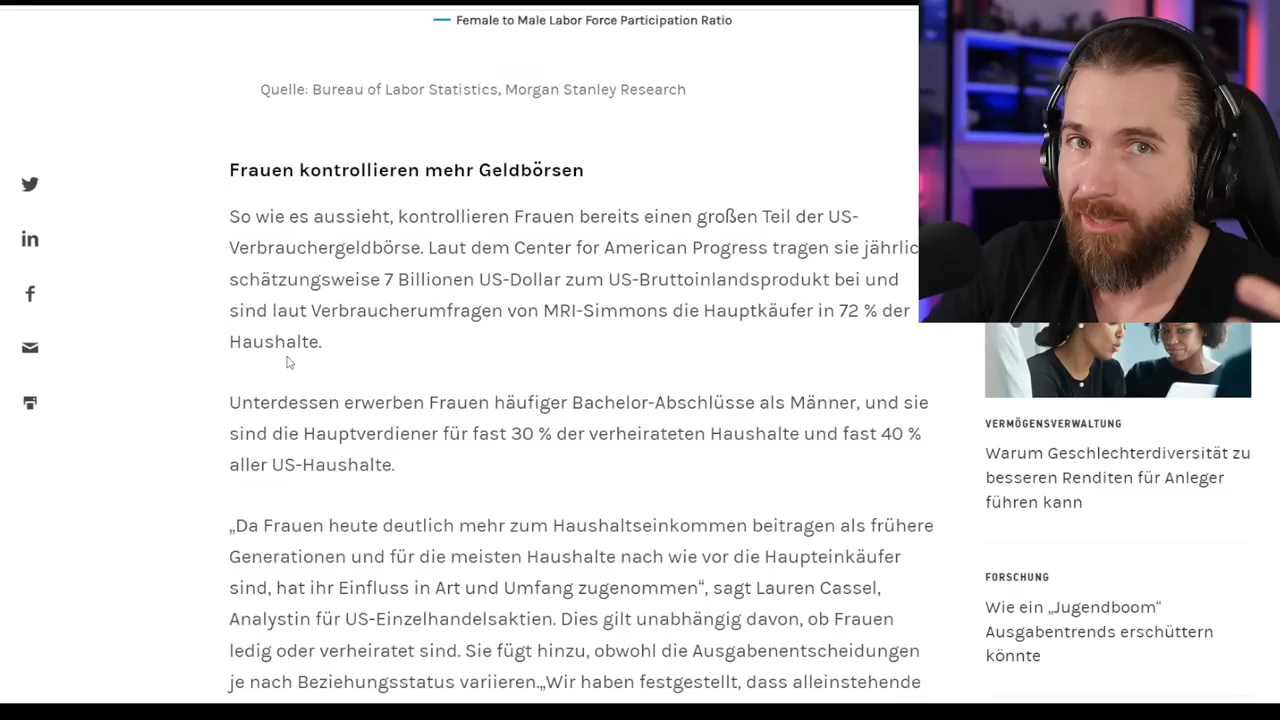 Female to Male Labor Force Participation Ratio
Quelle: Bureau of Labor Statistics, Morgan Stanley Research
Frauen kontrollieren mehr Geldbörsen
So wie es aussieht, kontrollieren Frauen bereits einen großen Teil der US-
Verbrauchergeldbörse. Laut dem Center for American Progress tragen sie jährlic
schätzungsweise 7 Billionen US-Dollar zum US-Bruttoinlandsprodukt bei und
sind laut Verbraucherumfragen von MRI-Simmons die Hauptkäufer in 72 % der
Haushalte.
Unterdessen erwerben Frauen häufiger Bachelor-Abschlüsse als Männer, und sie
sind die Hauptverdiener für fast 30 % der verheirateten Haushalte und fast 40 %
aller US-Haushalte.
„Da Frauen heute deutlich mehr zum Haushaltseinkommen beitragen als frühere
Generationen und für die meisten Haushalte nach wie vor die Haupteinkäufer
sind, hat ihr Einfluss in Art und Umfang zugenommen“, sagt Lauren Cassel,
Analystin für US-Einzelhandelsaktien. Dies gilt unabhängig davon, ob Frauen
ledig oder verheiratet sind. Sie fügt hinzu, obwohl die Ausgabenentscheidungen
je nach Beziehungsstatus variieren.„Wir haben festgestellt, dass alleinstehende
VERMÖGENSVERWALTUNG
Warum Geschlechterdiversität zu
besseren Renditen für Anleger
führen kann
FORSCHUNG
Wie ein „Jugendboom“
Ausgabentrends erschüttern
könnte